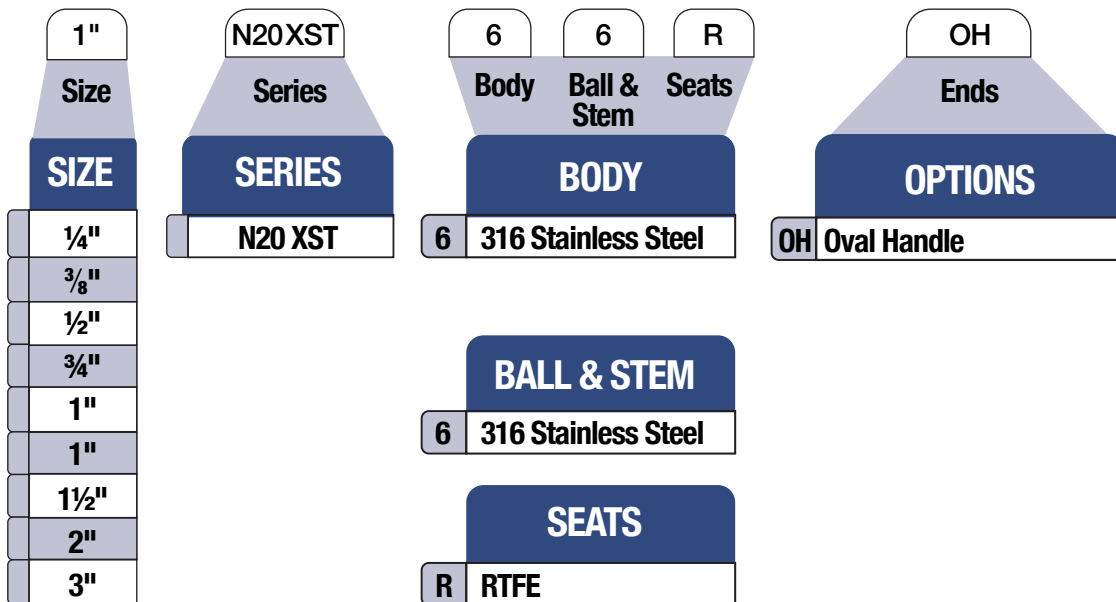 1" N20 XST 6 6 R OH
Size Series Body Ball & Stem Seats Ends
SIZE SERIES BODY OPTIONS
¼" N20 XST 6 316 Stainless Steel OH Oval Handle
⅜"
½"
¾"
BALL & STEM
1" 6 316 Stainless Steel
1"
1½"
SEATS
2"
3" R RTFE